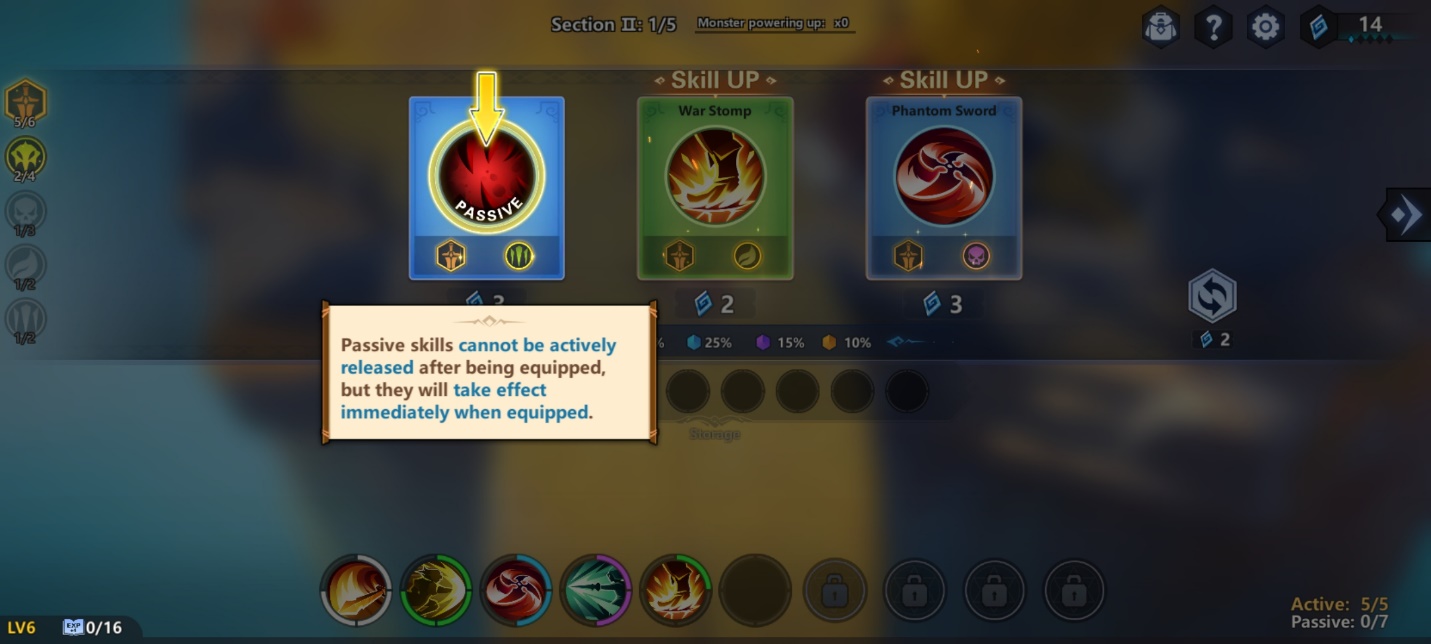 Section II: 1/5
Monster powering up: x0
14
Skill UP
Skill UP
War Stomp
Phantom Sword
PASSIVE
5/6
2/4
1/3
1/2
1/2
2
3
2
25%
15%
10%
Passive skills cannot be actively
released after being equipped,
but they will take effect
immediately when equipped.
Storage
Active: 5/5
Passive: 0/7
LV6
EXP
0/16